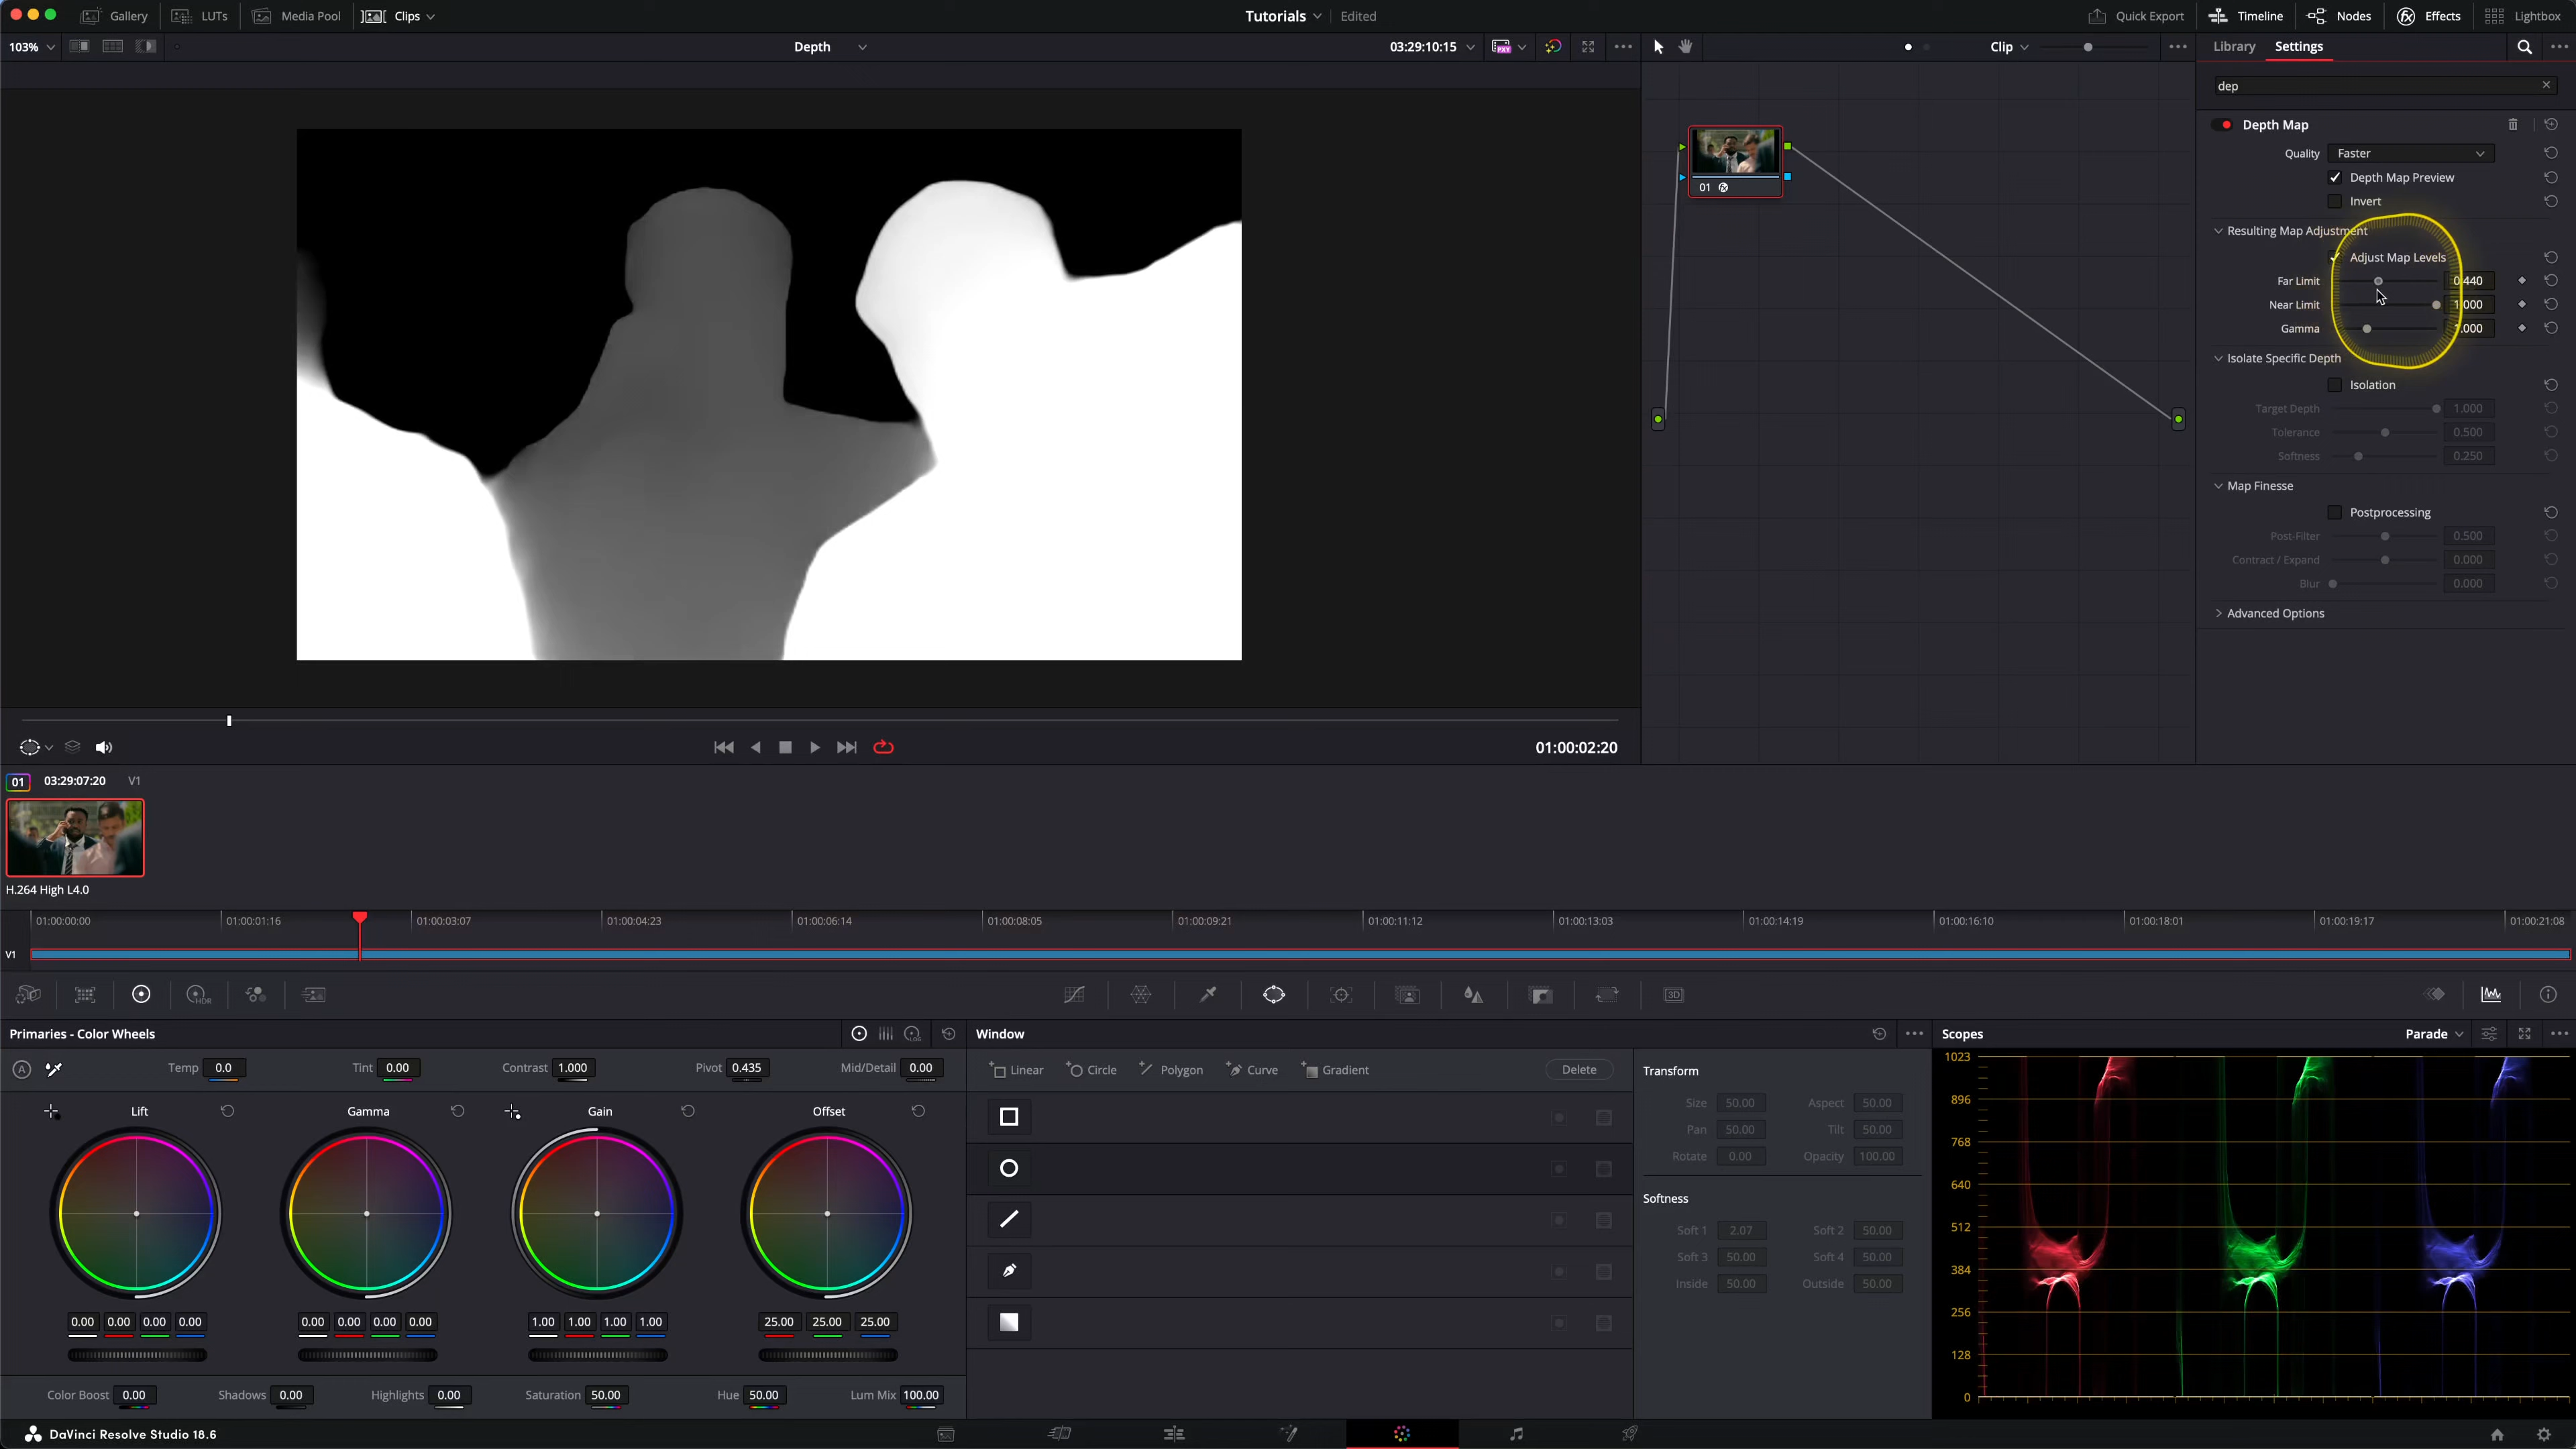 Gallery LUTs Media Pool Clips Tutorials Edited Quick Export Timeline Nodes Effects Lightbox
103% Depth 03:29:10:15 PXY Clip Library Settings
dep
Depth Map
Quality Faster
Depth Map Preview
Invert
Resulting Map Adjustment
Adjust Map Levels
Far Limit 0.440
Near Limit 1.000
Gamma 1.000
Isolate Specific Depth
Isolation
Target Depth 1.000
Tolerance 0.500
Softness 0.250
Map Finesse
Postprocessing
Post-Filter 0.500
Contract / Expand 0.000
Blur 0.000
Advanced Options
01
01:00:02:20
01 03:29:07:20 V1
H.264 High L4.0
01:00:00:00 01:00:01:16 01:00:03:07 01:00:04:23 01:00:06:14 01:00:08:05 01:00:09:21 01:00:11:12 01:00:13:03 01:00:14:19 01:00:16:10 01:00:18:01 01:00:19:17 01:00:21:08
V1
HDR 3D
Primaries - Color Wheels LOG
A Temp 0.0 Tint 0.00 Contrast 1.000 Pivot 0.435 Mid/Detail 0.00
Lift Gamma Gain Offset
0.00 0.00 0.00 0.00 0.00 0.00 0.00 0.00 1.00 1.00 1.00 1.00 25.00 25.00 25.00
Color Boost 0.00 Shadows 0.00 Highlights 0.00 Saturation 50.00 Hue 50.00 Lum Mix 100.00
Window
Linear Circle Polygon Curve Gradient Delete
Transform
Size 50.00 Aspect 50.00
Pan 50.00 Tilt 50.00
Rotate 0.00 Opacity 100.00
Softness
Soft 1 2.07 Soft 2 50.00
Soft 3 50.00 Soft 4 50.00
Inside 50.00 Outside 50.00
Scopes Parade
1023
896
768
640
512
384
256
128
0
DaVinci Resolve Studio 18.6